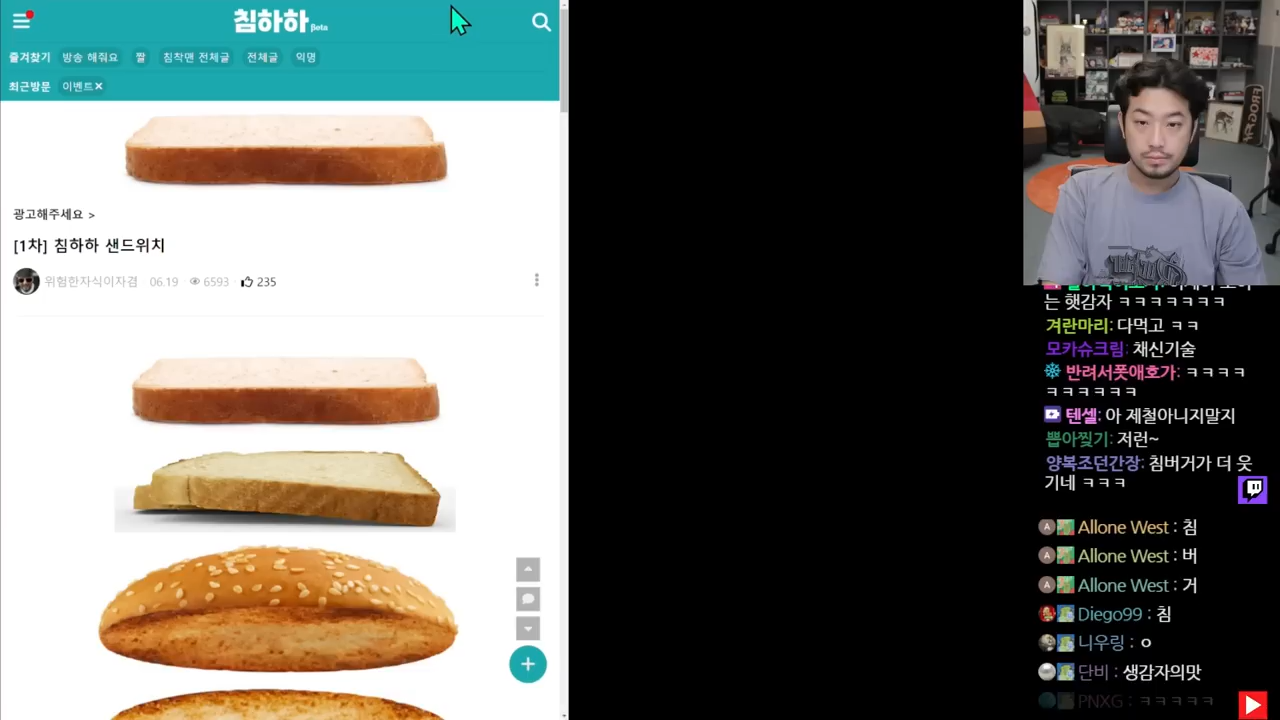 침하하 βeta
즐겨찾기 방송 해줘요 짤 침착맨 전체글 전체글 익명
최근방문 이벤트×
광고해주세요 >
[1차] 침하하 샌드위치
위험한자식이자겸 06.19 6593 235
는 햇감자 ㅋㅋㅋㅋㅋㅋㅋ
겨란마리: 다먹고 ㅋㅋ
모카슈크림: 채신기술
반려서폿애호가: ㅋㅋㅋㅋ
ㅋㅋㅋㅋㅋㅋ
텐셀: 아 제철아니지말지
뽑아찢기: 저런~
양복조던간장: 침버거가 더 웃
기네 ㅋㅋㅋ
A Allone West : 침
A Allone West : 버
A Allone West : 거
Diego99 : 침
니우링 : ㅇ
단비 : 생감자의맛
PNXG : ㅋㅋㅋㅋㅋ